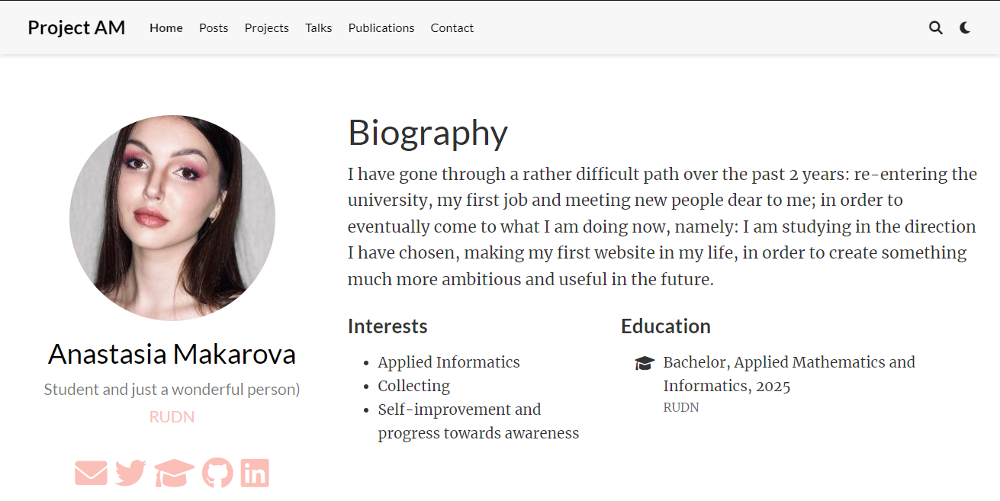 Project AM Home Posts Projects Talks Publications Contact
Biography
I have gone through a rather difficult path over the past 2 years: re-entering the
university, my first job and meeting new people dear to me; in order to
eventually come to what I am doing now, namely: I am studying in the direction
I have chosen, making my first website in my life, in order to create something
much more ambitious and useful in the future.
Anastasia Makarova
Student and just a wonderful person)
RUDN
Interests
Applied Informatics
Collecting
Self-improvement and
progress towards awareness
Education
Bachelor, Applied Mathematics and
Informatics, 2025
RUDN
in